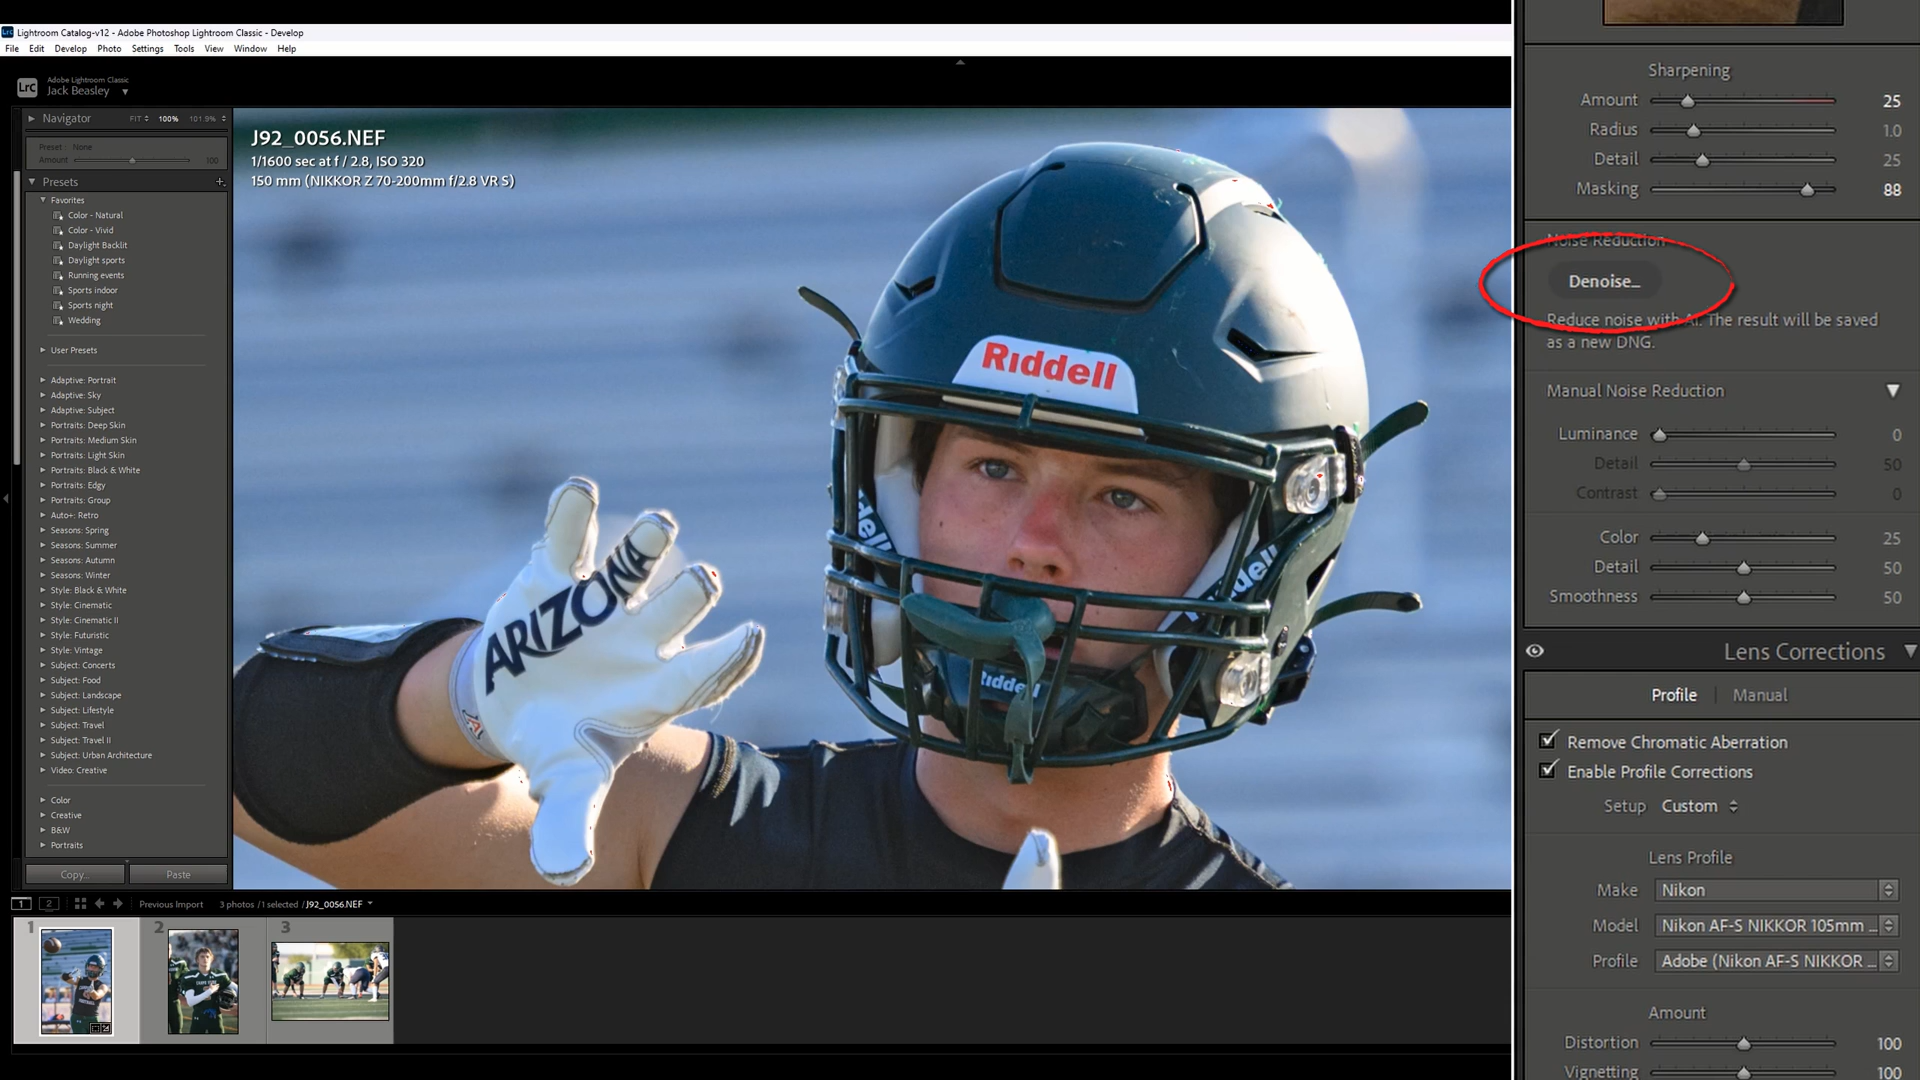 Lightroom Catalog-v12 - Adobe Photoshop Lightroom Classic - Develop
File Edit Develop Photo Settings Tools View Window Help
LrC
Adobe Lightroom Classic
Jack Beasley
Navigator FIT 100% 101.9%
Preset : None
Amount 100
Presets
Favorites
Color - Natural
Color - Vivid
Daylight Backlit
Daylight sports
Running events
Sports indoor
Sports night
Wedding
User Presets
Adaptive: Portrait
Adaptive: Sky
Adaptive: Subject
Portraits: Deep Skin
Portraits: Medium Skin
Portraits: Light Skin
Portraits: Black & White
Portraits: Edgy
Portraits: Group
Auto+: Retro
Seasons: Spring
Seasons: Summer
Seasons: Autumn
Seasons: Winter
Style: Black & White
Style: Cinematic
Style: Cinematic II
Style: Futuristic
Style: Vintage
Subject: Concerts
Subject: Food
Subject: Landscape
Subject: Lifestyle
Subject: Travel
Subject: Travel II
Subject: Urban Architecture
Video: Creative
Color
Creative
B&W
Portraits
Copy... Paste
J92_0056.NEF
1/1600 sec at f / 2.8, ISO 320
150 mm (NIKKOR Z 70-200mm f/2.8 VR S)
Riddell
ARIZONA
Riddell
1 2 Previous Import 3 photos /1 selected / J92_0056.NEF
1 2 3
Sharpening
Amount 25
Radius 1.0
Detail 25
Masking 88
Noise Reduction
Denoise...
Reduce noise with AI. The result will be saved
as a new DNG.
Manual Noise Reduction
Luminance 0
Detail 50
Contrast 0
Color 25
Detail 50
Smoothness 50
Lens Corrections
Profile | Manual
Remove Chromatic Aberration
Enable Profile Corrections
Setup Custom
Lens Profile
Make Nikon
Model Nikon AF-S NIKKOR 105mm ...
Profile Adobe (Nikon AF-S NIKKOR ...
Amount
Distortion 100
Vignetting 100